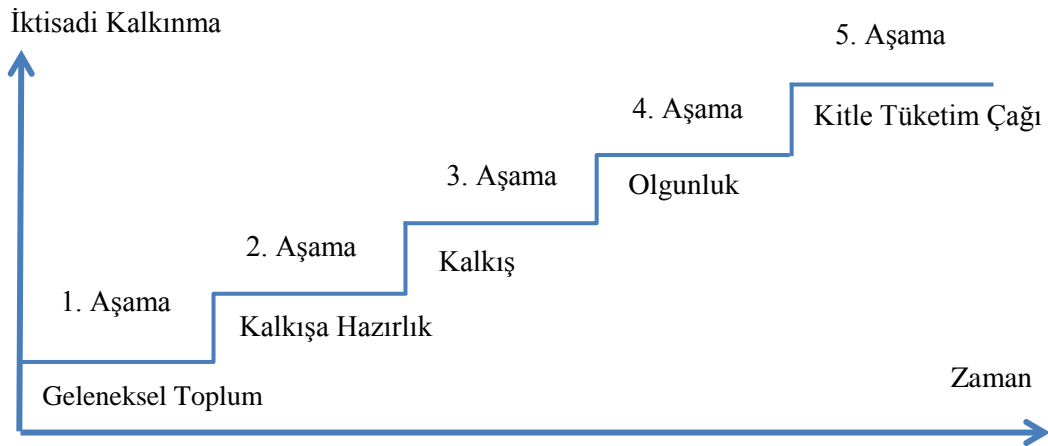 İktisadi Kalkınma
5. Aşama
4. Aşama
Kitle Tüketim Çağı
3. Aşama
Olgunluk
2. Aşama
Kalkış
1. Aşama
Kalkışa Hazırlık
Zaman
Geleneksel Toplum